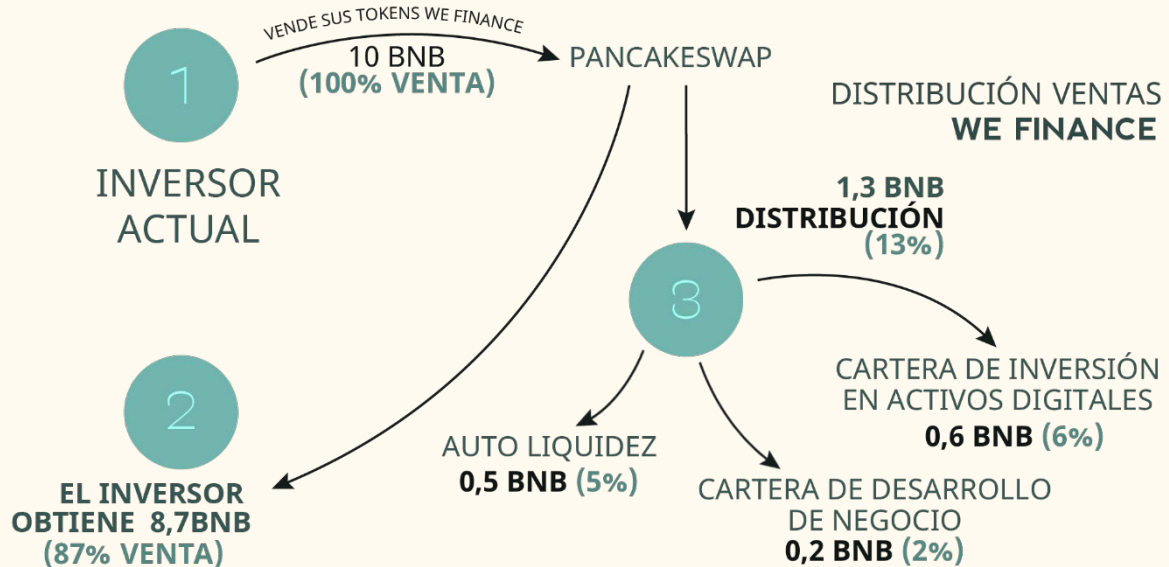 1
INVERSOR
ACTUAL
VENDE SUS TOKENS WE FINANCE
10 BNB
(100% VENTA)
PANCAKESWAP
DISTRIBUCIÓN VENTAS
WE FINANCE
2
EL INVERSOR
OBTIENE 8,7BNB
(87% VENTA)
1,3 BNB
DISTRIBUCIÓN
(13%)
3
AUTO LIQUIDEZ
0,5 BNB (5%)
CARTERA DE DESARROLLO
DE NEGOCIO
0,2 BNB (2%)
CARTERA DE INVERSIÓN
EN ACTIVOS DIGITALES
0,6 BNB (6%)